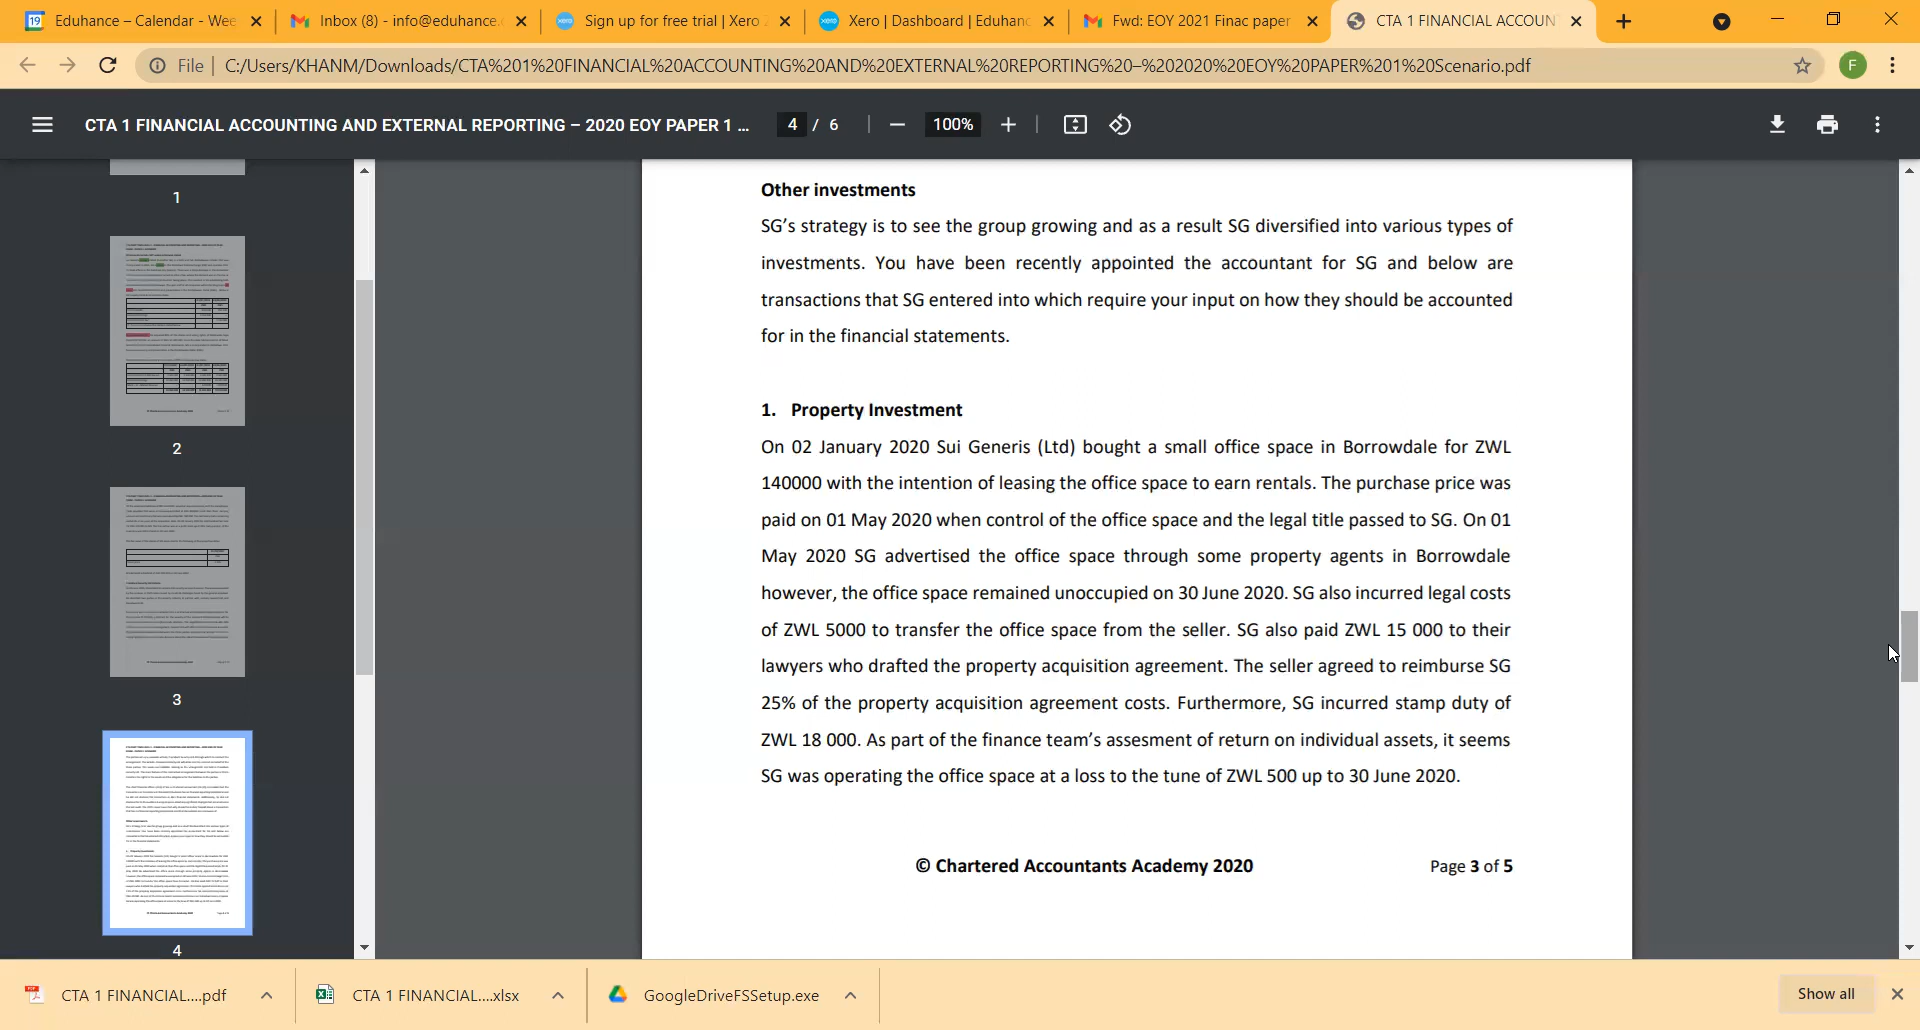 Eduhance – Calendar - Wee
Inbox (8) - info@eduhance.
Sign up for free trial | Xero
Xero | Dashboard | Eduhanc
Fwd: EOY 2021 Finac paper
CTA 1 FINANCIAL ACCOUN
File | C:/Users/KHANM/Downloads/CTA%201%20FINANCIAL%20ACCOUNTING%20AND%20EXTERNAL%20REPORTING%20–%202020%20EOY%20PAPER%201%20Scenario.pdf
F
CTA 1 FINANCIAL ACCOUNTING AND EXTERNAL REPORTING – 2020 EOY PAPER 1 ...
4 / 6
100%
1
2
3
4
Other investments
SG's strategy is to see the group growing and as a result SG diversified into various types of
investments. You have been recently appointed the accountant for SG and below are
transactions that SG entered into which require your input on how they should be accounted
for in the financial statements.
1. Property Investment
On 02 January 2020 Sui Generis (Ltd) bought a small office space in Borrowdale for ZWL
140000 with the intention of leasing the office space to earn rentals. The purchase price was
paid on 01 May 2020 when control of the office space and the legal title passed to SG. On 01
May 2020 SG advertised the office space through some property agents in Borrowdale
however, the office space remained unoccupied on 30 June 2020. SG also incurred legal costs
of ZWL 5000 to transfer the office space from the seller. SG also paid ZWL 15 000 to their
lawyers who drafted the property acquisition agreement. The seller agreed to reimburse SG
25% of the property acquisition agreement costs. Furthermore, SG incurred stamp duty of
ZWL 18 000. As part of the finance team's assesment of return on individual assets, it seems
SG was operating the office space at a loss to the tune of ZWL 500 up to 30 June 2020.
© Chartered Accountants Academy 2020
Page 3 of 5
CTA 1 FINANCIAL....pdf
CTA 1 FINANCIAL....xlsx
GoogleDriveFSSetup.exe
Show all